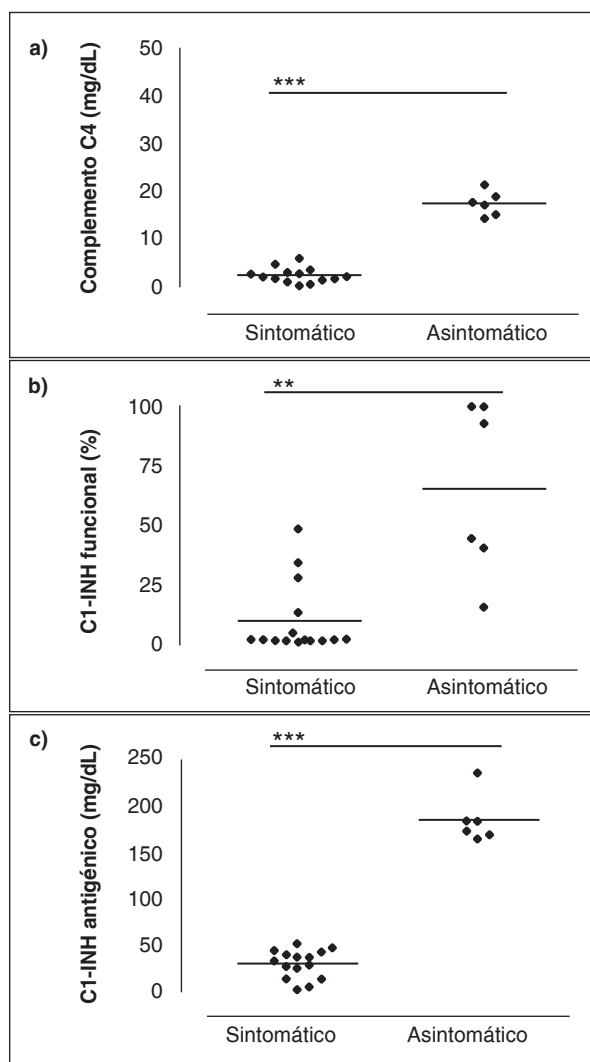 a)
Complemento C4 (mg/dL)
50
40
30
20
10
0
***
Sintomático Asintomático
b)
C1-INH funcional (%)
100
75
50
25
0
**
Sintomático Asintomático
c)
C1-INH antigénico (mg/dL)
250
200
150
100
50
0
***
Sintomático Asintomático